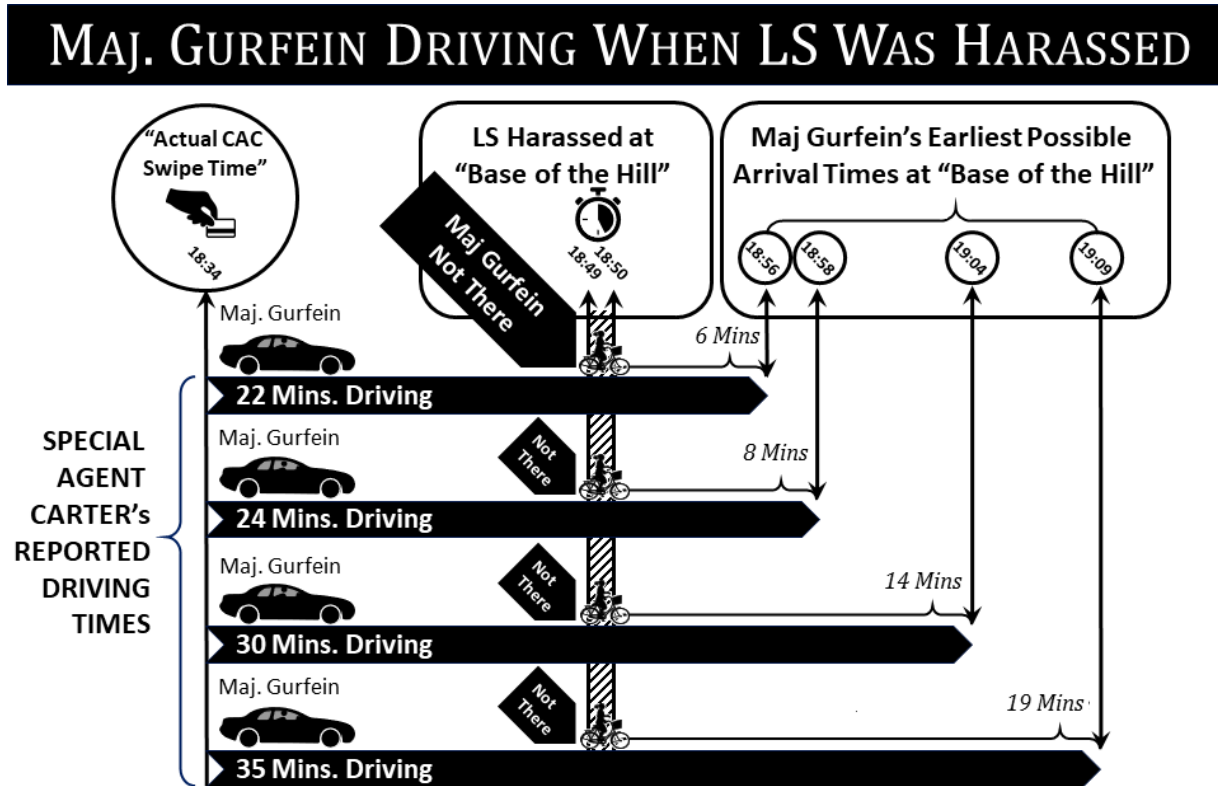 MAJ. GURFEIN DRIVING WHEN LS WAS HARASSED
“Actual CAC
Swipe Time”
18:34
LS Harassed at
“Base of the Hill”
18:49
18:50
Maj Gurfein
Not There
Maj Gurfein’s Earliest Possible
Arrival Times at “Base of the Hill”
18:56
18:58
19:04
19:09
SPECIAL
AGENT
CARTER’s
REPORTED
DRIVING
TIMES
Maj. Gurfein
6 Mins
22 Mins. Driving
Maj. Gurfein
Not
There
8 Mins
24 Mins. Driving
Maj. Gurfein
Not
There
14 Mins
30 Mins. Driving
Maj. Gurfein
Not
There
19 Mins
35 Mins. Driving